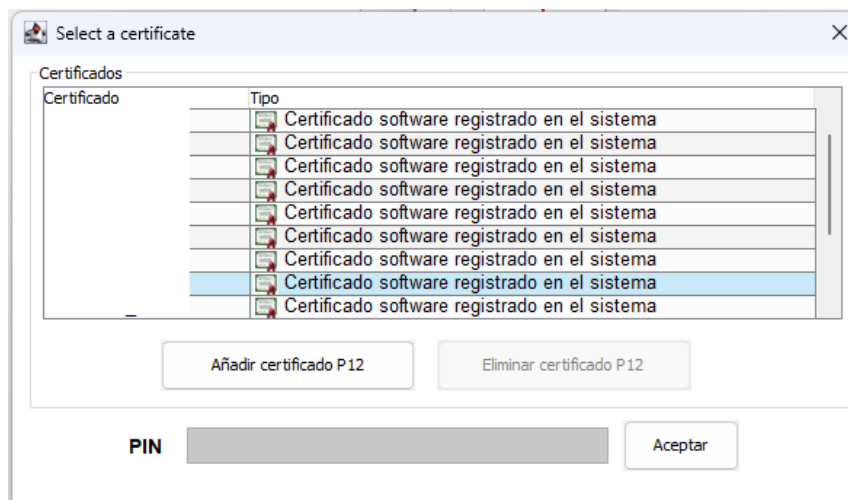 Select a certificate
Certificados
Certificado Tipo
Certificado software registrado en el sistema
Certificado software registrado en el sistema
Certificado software registrado en el sistema
Certificado software registrado en el sistema
Certificado software registrado en el sistema
Certificado software registrado en el sistema
Certificado software registrado en el sistema
Certificado software registrado en el sistema
Certificado software registrado en el sistema
Añadir certificado P12 Eliminar certificado P12
PIN Aceptar